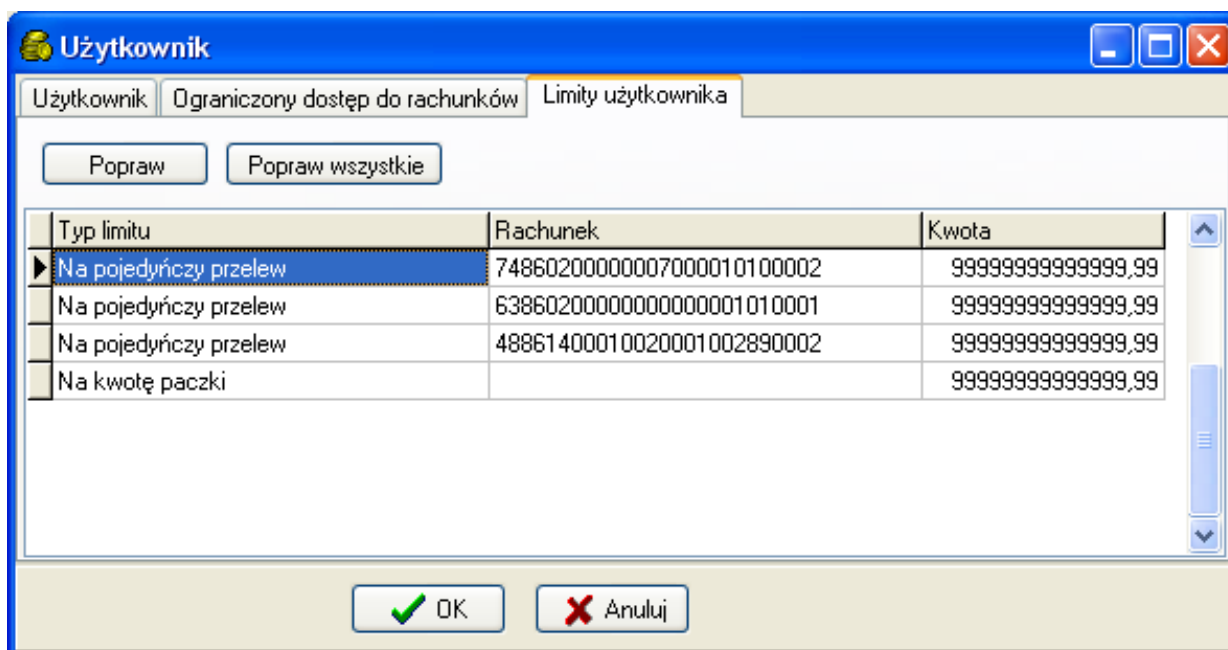 Użytkownik
Użytkownik Ograniczony dostęp do rachunków Limity użytkownika
Popraw Popraw wszystkie
Typ limitu Rachunek Kwota
Na pojedyńczy przelew 74860200000007000010100002 99999999999999,99
Na pojedyńczy przelew 63860200000000000001010001 99999999999999,99
Na pojedyńczy przelew 48861400010020001002890002 99999999999999,99
Na kwotę paczki 99999999999999,99
OK Anuluj